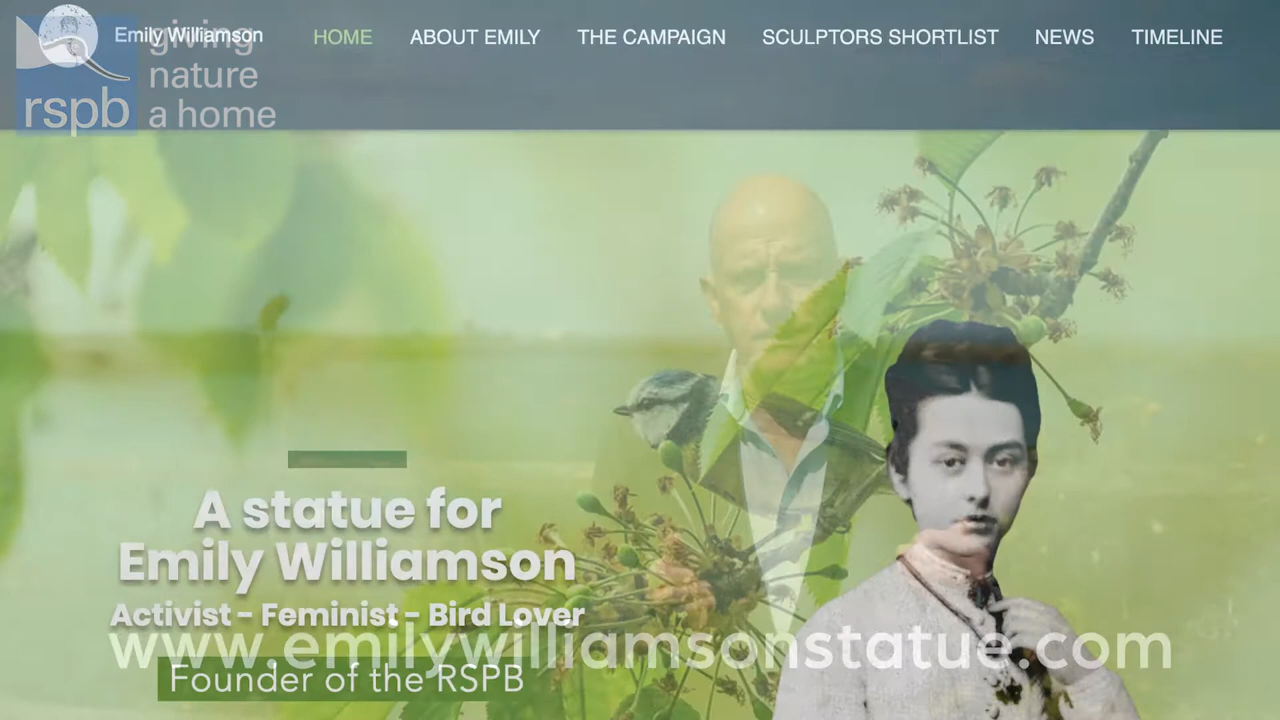 Emily Williamson
HOME
ABOUT EMILY
THE CAMPAIGN
SCULPTORS SHORTLIST
NEWS
TIMELINE
rspb
giving
nature
a home
A statue for
Emily Williamson
Activist - Feminist - Bird Lover
www.emilywilliamsonstatue.com
Founder of the RSPB